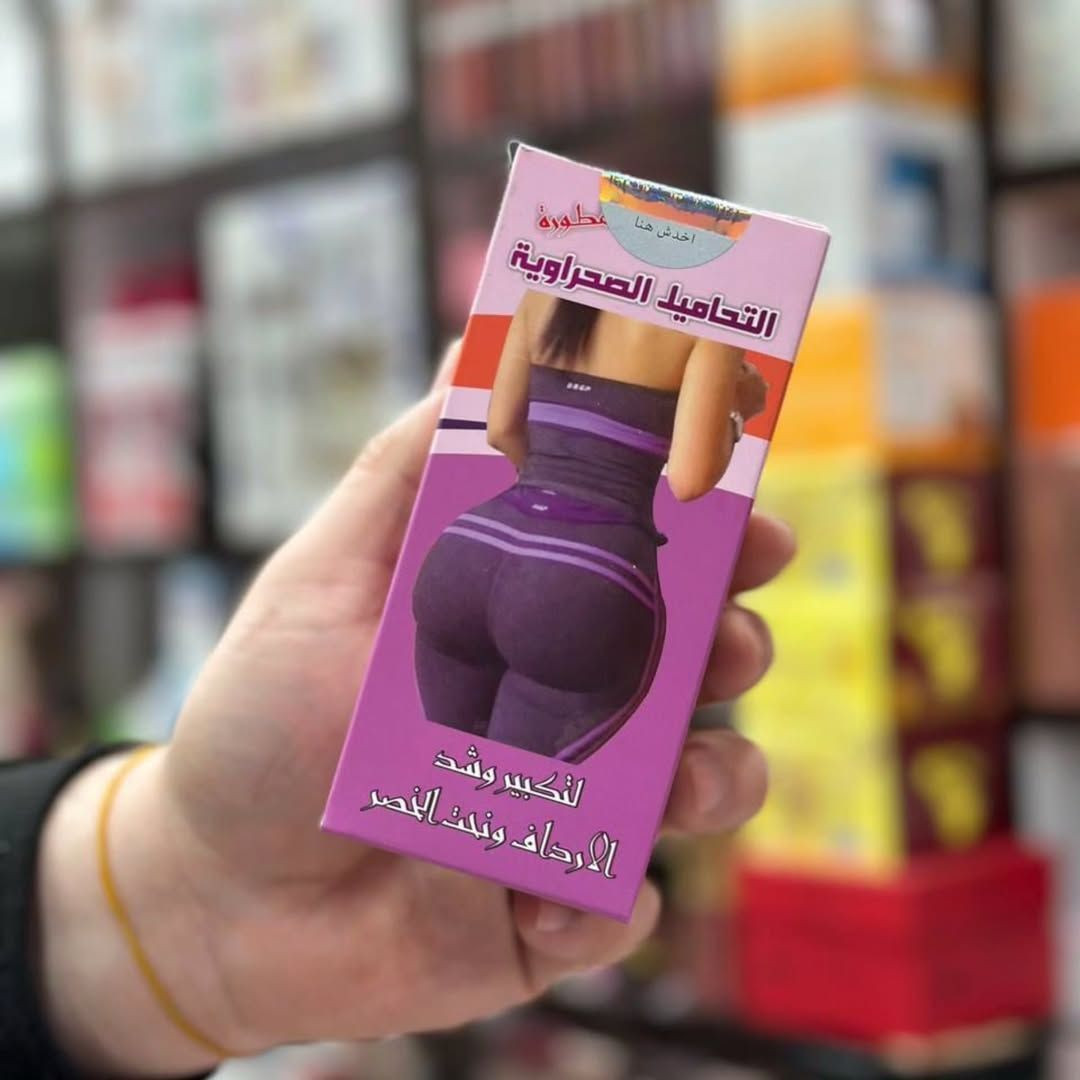 اخدش هنا
التحاميل الصحراوية
لتكبير وشد
الارداف ونحت الخصر